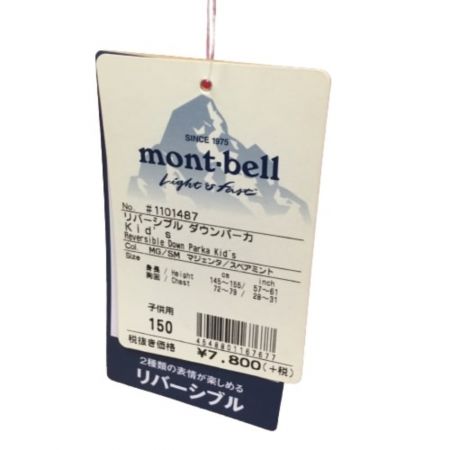 SINCE 1975
mont·bell
Light & Fast
No. #1101487
リバーシブル ダウンパーカ
Kid's
Reversible Down Parka Kid's
Col. MG/SM マジェンタ/スペアミント
Size cm inch
身長 / Height 145~155/ 57~61
胸囲 / Chest 72~79 / 28~31
子供用
150
4548801167677
税抜き価格 ¥7,800(+税)
2種類の表情が楽しめる
リバーシブル